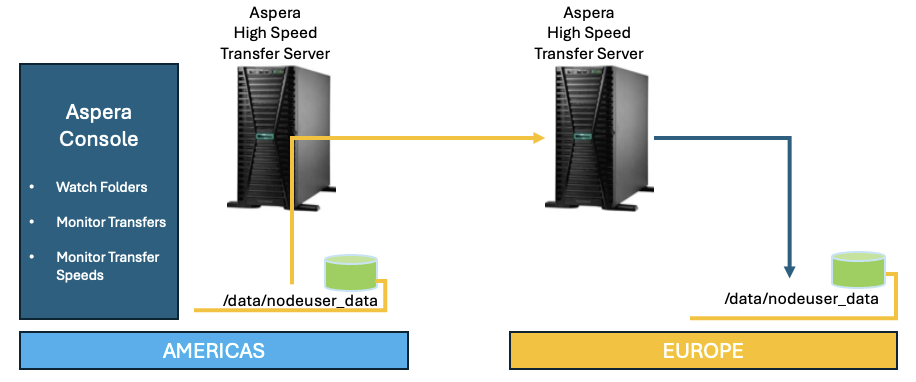 Aspera
High Speed
Transfer Server
Aspera
High Speed
Transfer Server
Aspera
Console
• Watch Folders
• Monitor Transfers
• Monitor Transfer
Speeds
/data/nodeuser_data
/data/nodeuser_data
AMERICAS
EUROPE